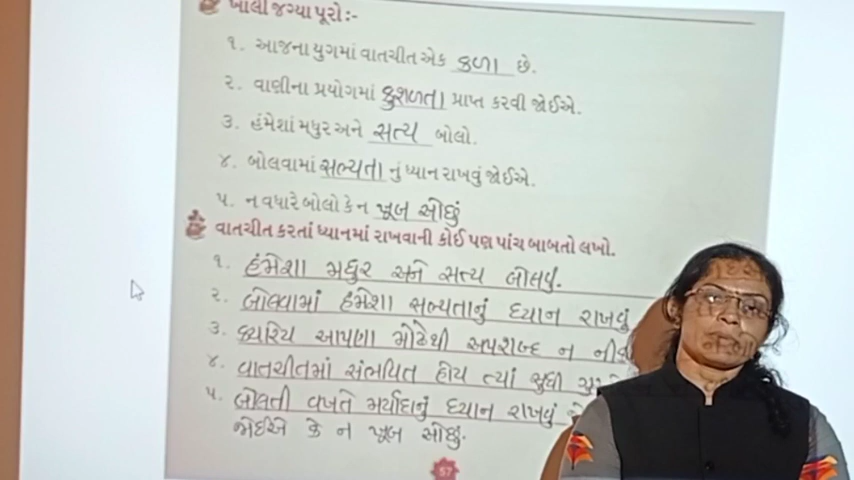 ખાલી જગ્યા પૂરો :-
૧. આજના યુગમાં વાતચીત એક કળા છે.
૨. વાણીના પ્રયોગમાં કુશળતા પ્રાપ્ત કરવી જોઈએ.
૩. હંમેશાં મધુર અને સત્ય બોલો.
૪. બોલવામાં સભ્યતા નું ધ્યાન રાખવું જોઈએ.
૫. ન વધારે બોલો કે ન ખૂબ ઓછું
વાતચીત કરતાં ધ્યાનમાં રાખવાની કોઈ પણ પાંચ બાબતો લખો.
૧. હંમેશા મધુર અને સત્ય બોલવું.
૨. બોલવામાં હંમેશા સભ્યતાનું ધ્યાન રાખવું
૩. ક્યારેય આપણા મોઢેથી અપશબ્દ ન
૪. વાતચીતમાં સંભવિત હોય ત્યાં સુધી
૫. બોલતી વખતે મર્યાદાનું ધ્યાન રાખવું
જોઈએ કે ન ખૂબ ઓછું.
57